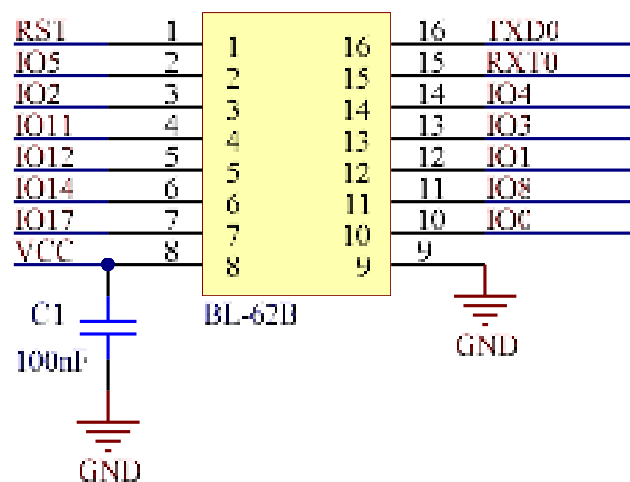 RST 1 1 16 16 TXD0
IO5 2 2 15 15 RXT0
IO2 3 3 14 14 IO4
IO11 4 4 13 13 IO3
IO12 5 5 12 12 IO1
IO14 6 6 11 11 IO8
IO17 7 7 10 10 IO0
VCC 8 8 9 9
C1 BL-62B
100nF GND
GND